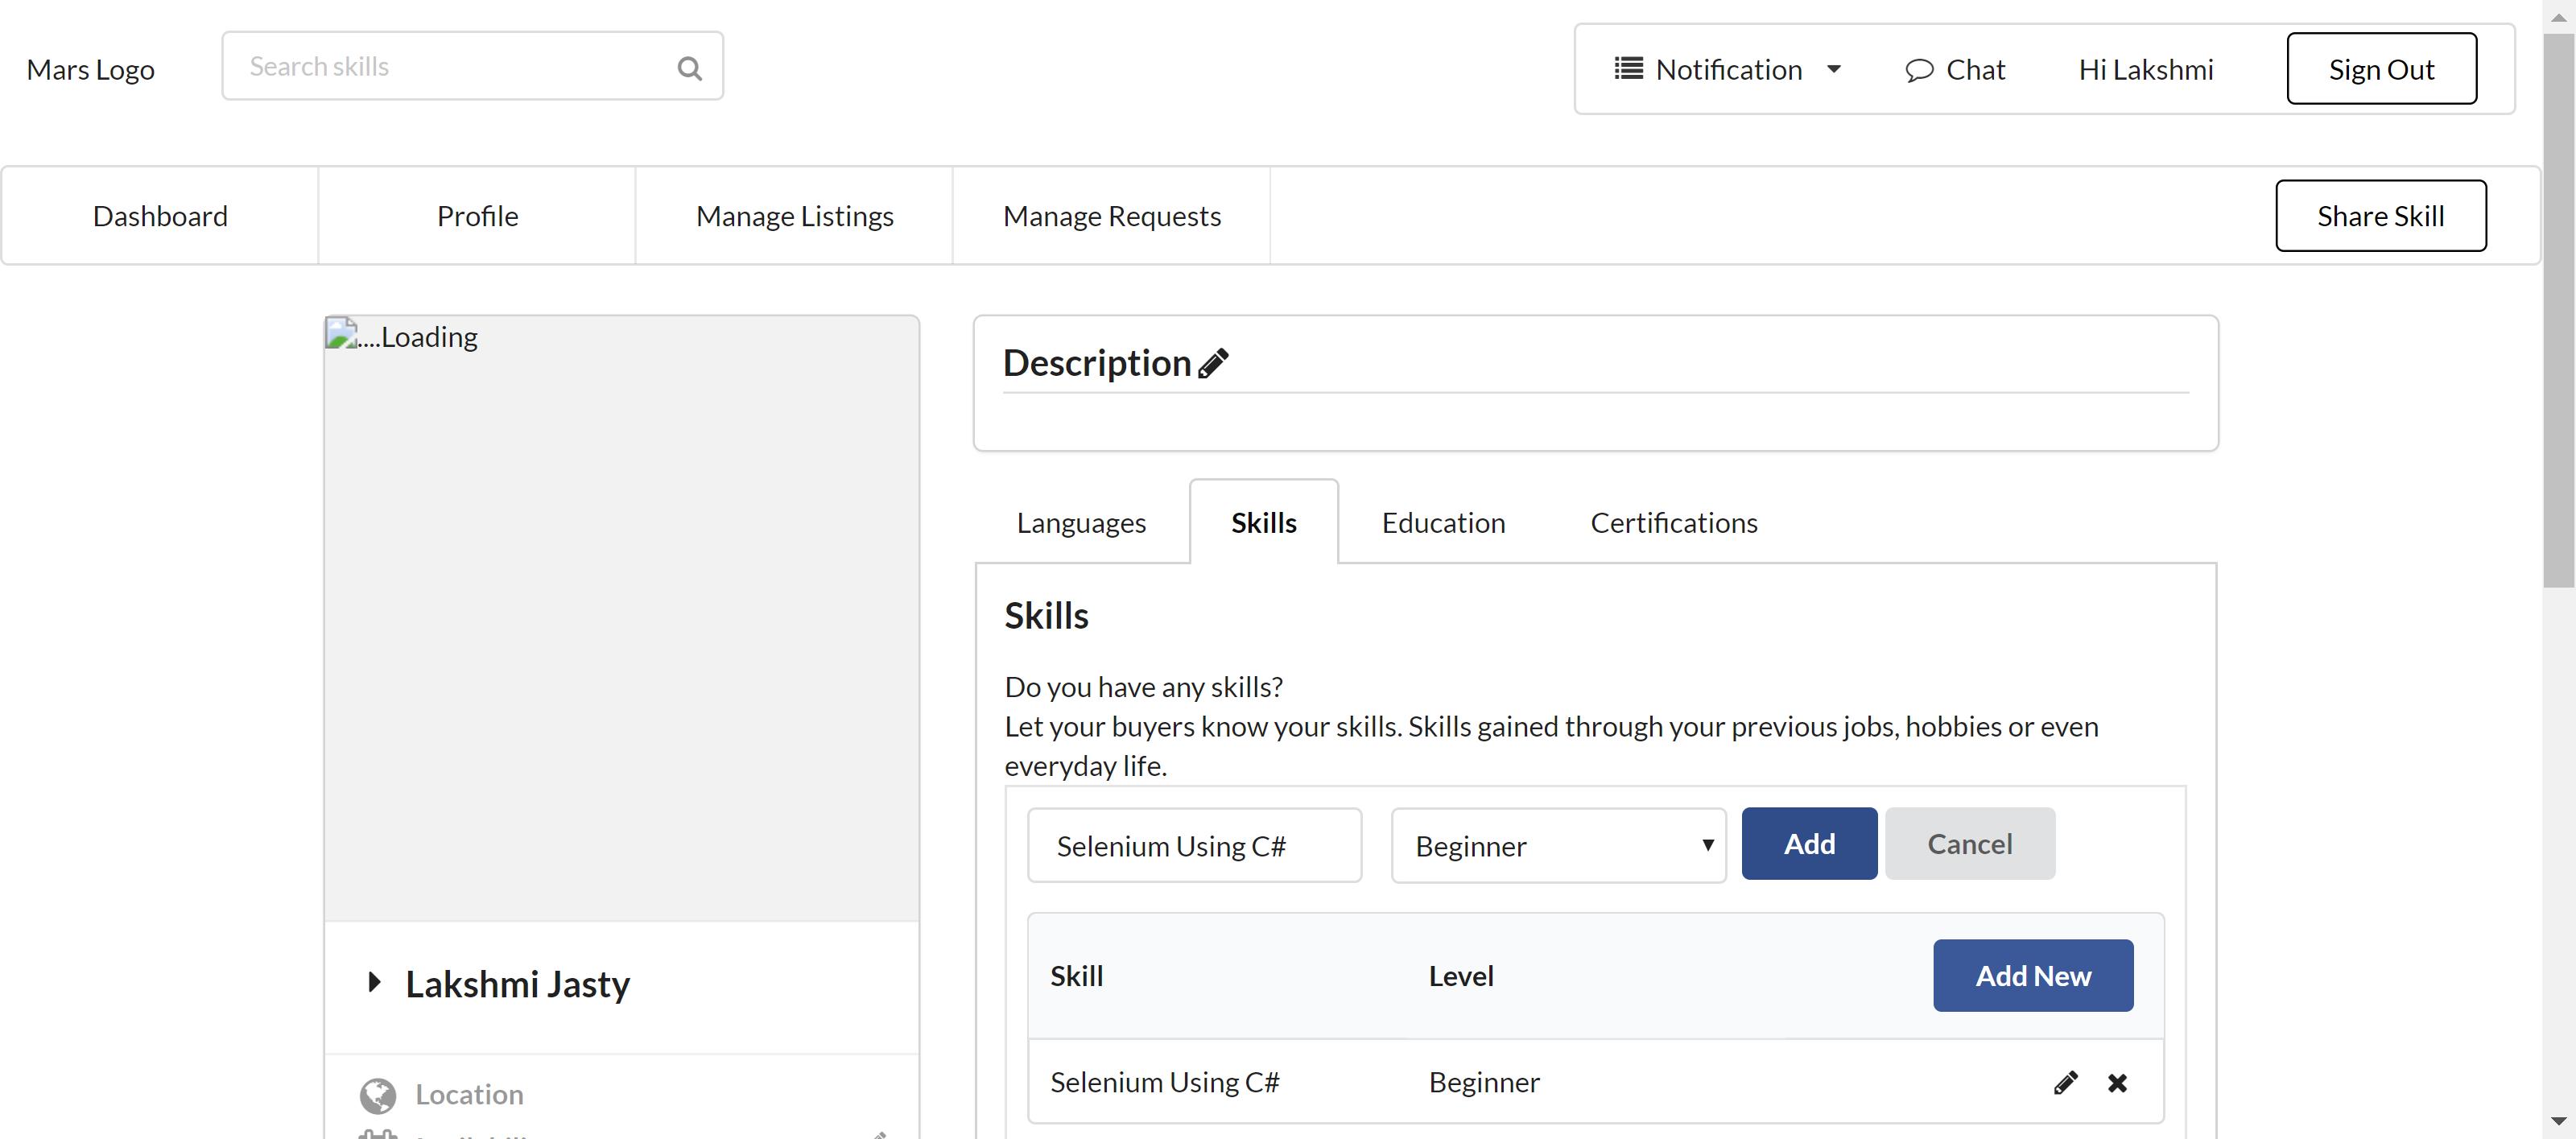 Mars Logo
Search skills
Notification
Chat
Hi Lakshmi
Sign Out
Dashboard
Profile
Manage Listings
Manage Requests
Share Skill
....Loading
Lakshmi Jasty
Location
Description
Languages
Skills
Education
Certifications
Skills
Do you have any skills?
Let your buyers know your skills. Skills gained through your previous jobs, hobbies or even
everyday life.
Selenium Using C#
Beginner
Add
Cancel
Skill
Level
Add New
Selenium Using C#
Beginner